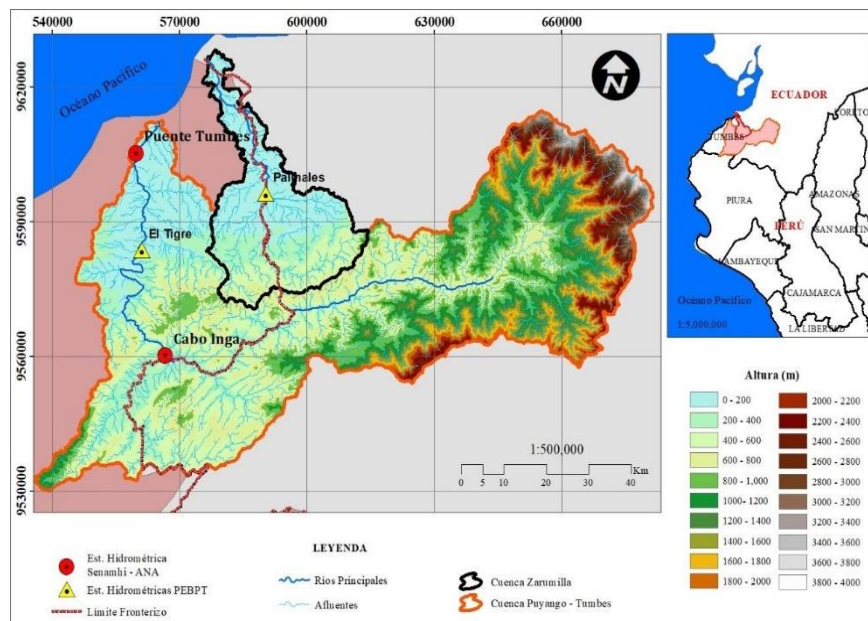 540000 570000 600000 630000 660000
9620000
9590000
9560000
9530000
Océano Pacífico
Puente Tumbes
Palmales
El Tigre
Cabo Inga
N
1:500,000
0 5 10 20 30 40
Km
ECUADOR
LORETO
TUMBES
PIURA
AMAZONAS
PERÚ
SAN MARTIN
LAMBAYEQUE
CAJAMARCA
Océano Pacífico
1:5,000,000
LA LIBERTAD
Altura (m)
0 - 200
200 - 400
400 - 600
600 - 800
800 - 1,000
1000 - 1200
1200 - 1400
1400 - 1600
1600 - 1800
1800 - 2000
2000 - 2200
2200 - 2400
2400 - 2600
2600 - 2800
2800 - 3000
3000 - 3200
3200 - 3400
3400 - 3600
3600 - 3800
3800 - 4000
LEYENDA
Est. Hidrométrica
Senamhi - ANA
Est. Hidrométricas PEBPT
Límite Fronterizo
Ríos Principales
Afluentes
Cuenca Zarumilla
Cuenca Puyango - Tumbes